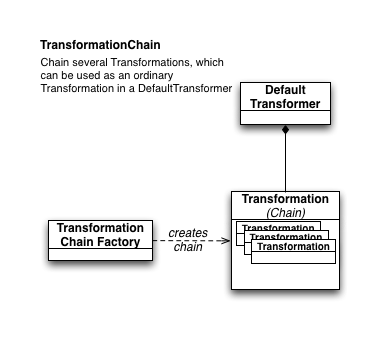 TransformationChain
Chain several Transformations, which
can be used as an ordinary
Transformation in a DefaultTransformer
Default
Transformer
Transformation
(Chain)
Transformation
Transformation
Transformation
Transformation
Chain Factory
creates
chain